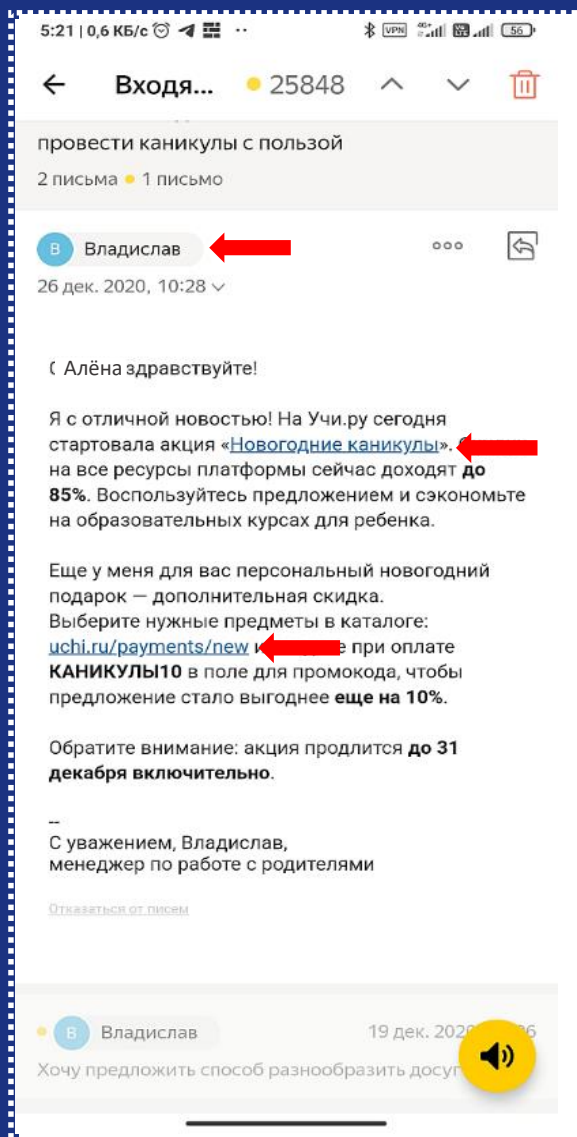 5:21 | 0,6 КБ/с
VPN 4G+ 56
Входя... 25848
провести каникулы с пользой
2 письма 1 письмо
В Владислав
26 дек. 2020, 10:28
Алёна здравствуйте!
Я с отличной новостью! На Учи.ру сегодня
стартовала акция «Новогодние каникулы».
на все ресурсы платформы сейчас доходят до
85%. Воспользуйтесь предложением и сэкономьте
на образовательных курсах для ребенка.
Еще у меня для вас персональный новогодний
подарок — дополнительная скидка.
Выберите нужные предметы в каталоге:
uchi.ru/payments/new при оплате
КАНИКУЛЫ10 в поле для промокода, чтобы
предложение стало выгоднее еще на 10%.
Обратите внимание: акция продлится до 31
декабря включительно.
--
С уважением, Владислав,
менеджер по работе с родителями
Отказаться от писем
В Владислав 19 дек.
Хочу предложить способ разнообразить